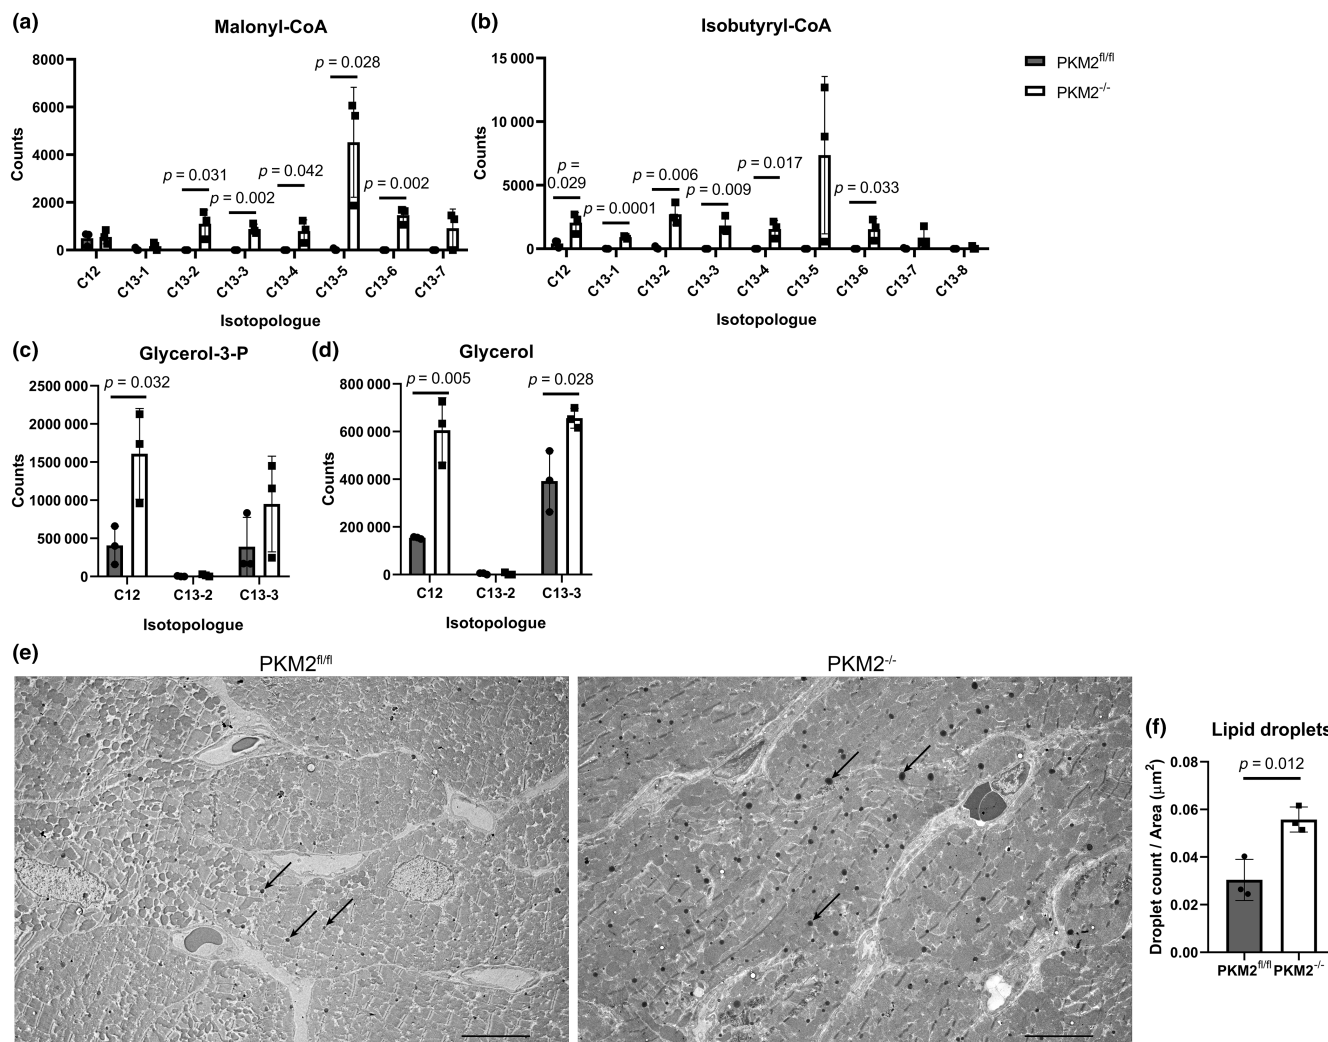 (a)
Malonyl-CoA
Counts
8000
6000
4000
2000
0
p = 0.031
p = 0.002
p = 0.042
p = 0.028
p = 0.002
C12
C13-1
C13-2
C13-3
C13-4
C13-5
C13-6
C13-7
Isotopologue
(b)
Isobutyryl-CoA
Counts
15 000
10 000
5000
0
p =
0.029
p = 0.0001
p = 0.006
p = 0.009
p = 0.017
p = 0.033
C12
C13-1
C13-2
C13-3
C13-4
C13-5
C13-6
C13-7
C13-8
Isotopologue
PKM2fl/fl
PKM2-/-
(c)
Glycerol-3-P
Counts
2500 000
2000 000
1500 000
1000 000
500 000
0
p = 0.032
C12
C13-2
C13-3
Isotopologue
(d)
Glycerol
Counts
800 000
600 000
400 000
200 000
0
p = 0.005
p = 0.028
C12
C13-2
C13-3
Isotopologue
(e)
PKM2fl/fl
PKM2-/-
(f)
Lipid droplets
Droplet count / Area (µm2)
0.08
0.06
0.04
0.02
0.00
p = 0.012
PKM2fl/fl
PKM2-/-